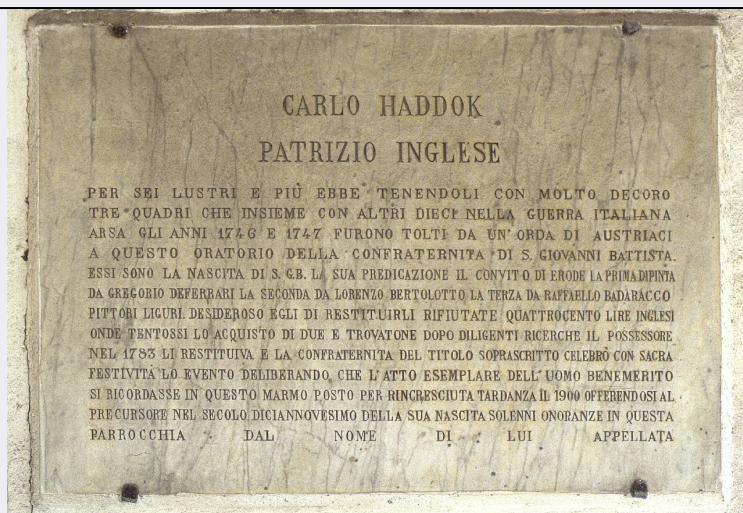 CARLO HADDOK
PATRIZIO INGLESE
PER SEI LUSTRI E PIÙ EBBE TENENDOLI CON MOLTO DECORO
TRE QUADRI CHE INSIEME CON ALTRI DIECI NELLA GUERRA ITALIANA
ARSA GLI ANNI 1746 E 1747 FURONO TOLTI DA UN' ORDA DI AUSTRIACI
A QUESTO ORATORIO DELLA CONFRATERNITA DI S. GIOVANNI BATTISTA.
ESSI SONO LA NASCITA DI S. G.B. LA SUA PREDICAZIONE IL CONVITO DI ERODE LA PRIMA DIPINTA
DA GREGORIO DEFERRARI LA SECONDA DA LORENZO BERTOLOTTO LA TERZA DA RAFFAELLO BADARACCO
PITTORI LIGURI. DESIDEROSO EGLI DI RESTITUIRLI RIFIUTATE QUATTROCENTO LIRE INGLESI
ONDE TENTOSSI LO ACQUISTO DI DUE E TROVATONE DOPO DILIGENTI RICERCHE IL POSSESSORE
NEL 1783 LI RESTITUIVA E LA CONFRATERNITA DEL TITOLO SOPRASCRITTO CELEBRÒ CON SACRA
FESTIVITÀ LO EVENTO DELIBERANDO, CHE L'ATTO ESEMPLARE DELL'UOMO BENEMERITO
SI RICORDASSE IN QUESTO MARMO POSTO PER RINCRESCIUTA TARDANZA IL 1900 OFFERENDOSI AL
PRECURSORE NEL SECOLO DICIANNOVESIMO DELLA SUA NASCITA SOLENNI ONORANZE IN QUESTA
PARROCCHIA DAL NOME DI LUI APPELLATA